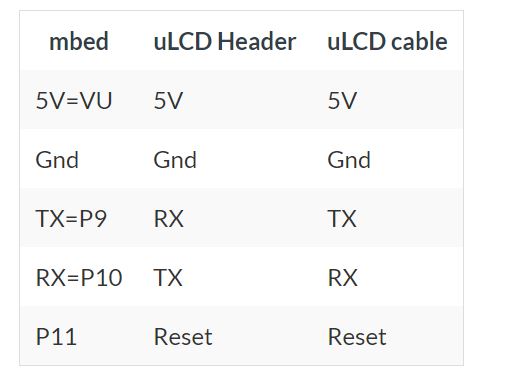 mbed uLCD Header uLCD cable
5V=VU 5V 5V
Gnd Gnd Gnd
TX=P9 RX TX
RX=P10 TX RX
P11 Reset Reset